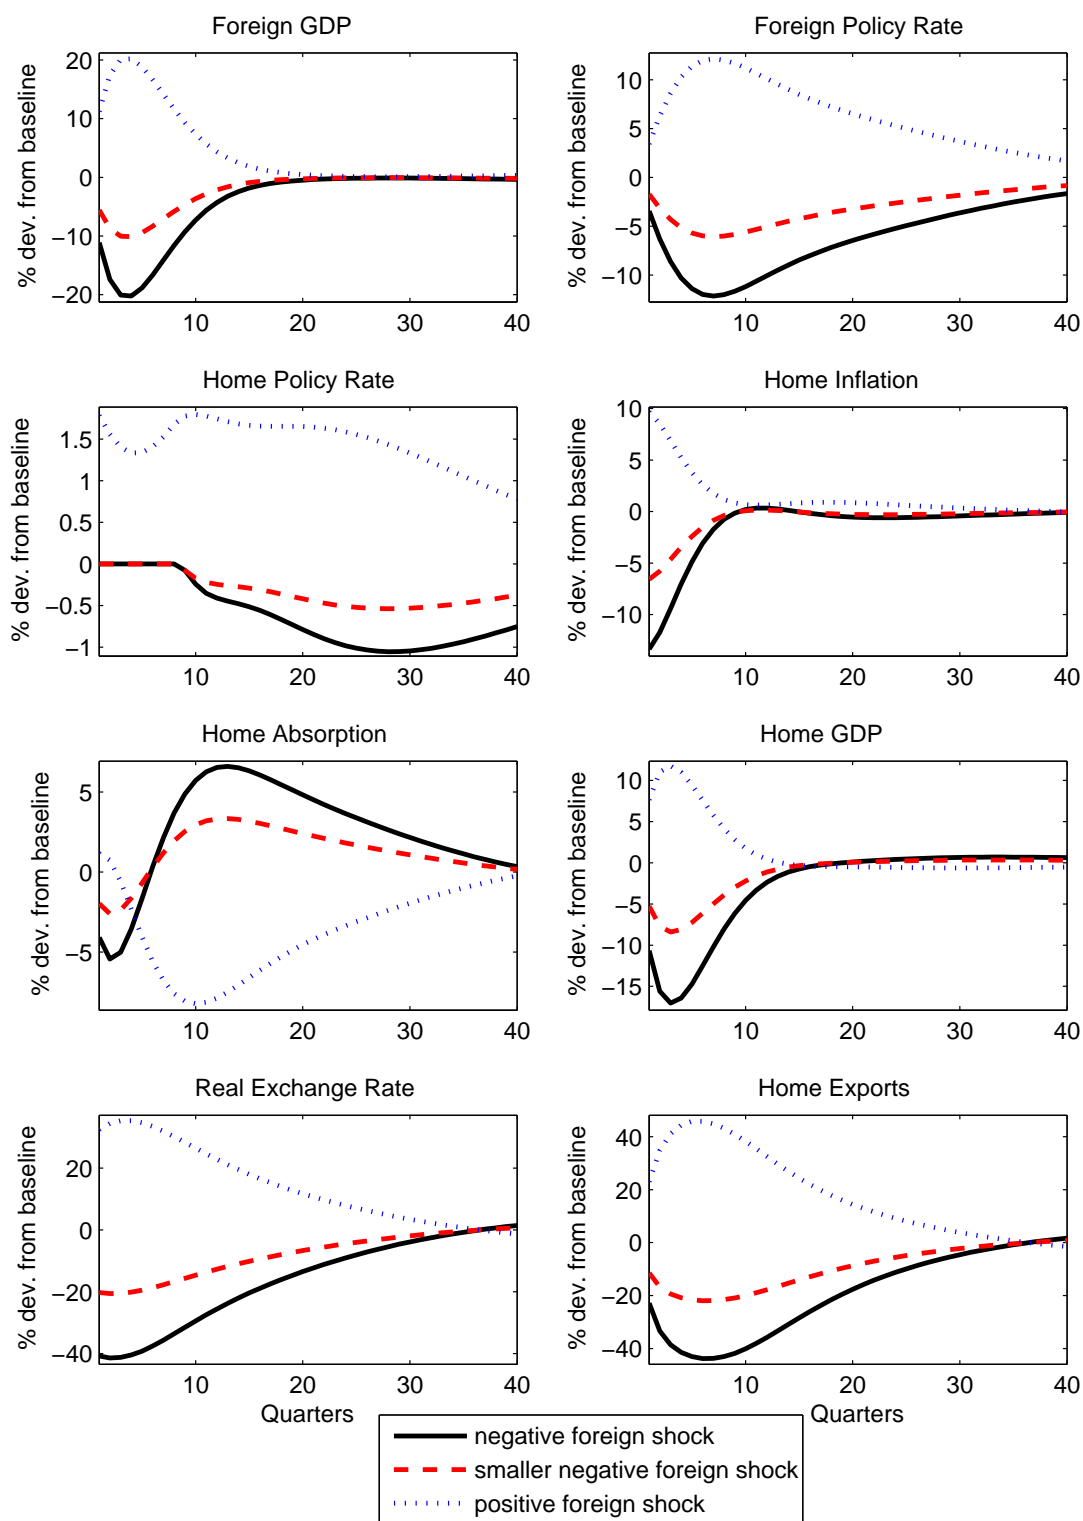 Foreign GDP
% dev. from baseline
20
10
0
−10
−20
10 20 30 40
Foreign Policy Rate
% dev. from baseline
10
5
0
−5
−10
10 20 30 40
Home Policy Rate
% dev. from baseline
1.5
1
0.5
0
−0.5
−1
10 20 30 40
Home Inflation
% dev. from baseline
10
5
0
−5
−10
10 20 30 40
Home Absorption
% dev. from baseline
5
0
−5
10 20 30 40
Home GDP
% dev. from baseline
10
5
0
−5
−10
−15
10 20 30 40
Real Exchange Rate
% dev. from baseline
20
0
−20
−40
10 20 30 40
Quarters
Home Exports
% dev. from baseline
40
20
0
−20
−40
10 20 30 40
Quarters
negative foreign shock
smaller negative foreign shock
positive foreign shock